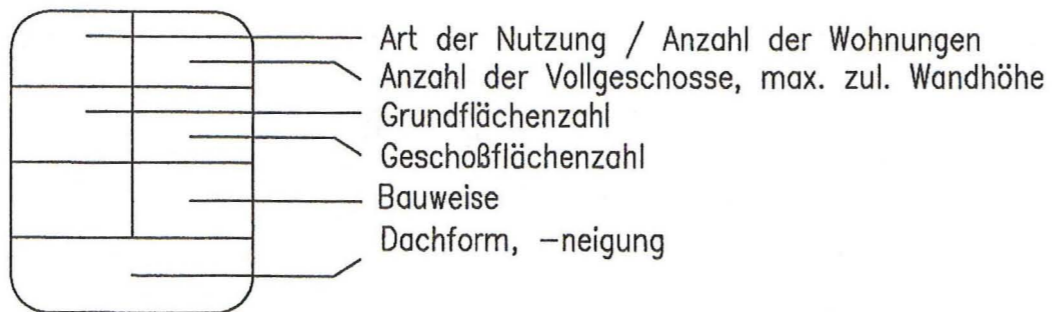 Art der Nutzung / Anzahl der Wohnungen
Anzahl der Vollgeschosse, max. zul. Wandhöhe
Grundflächenzahl
Geschoßflächenzahl
Bauweise
Dachform, –neigung